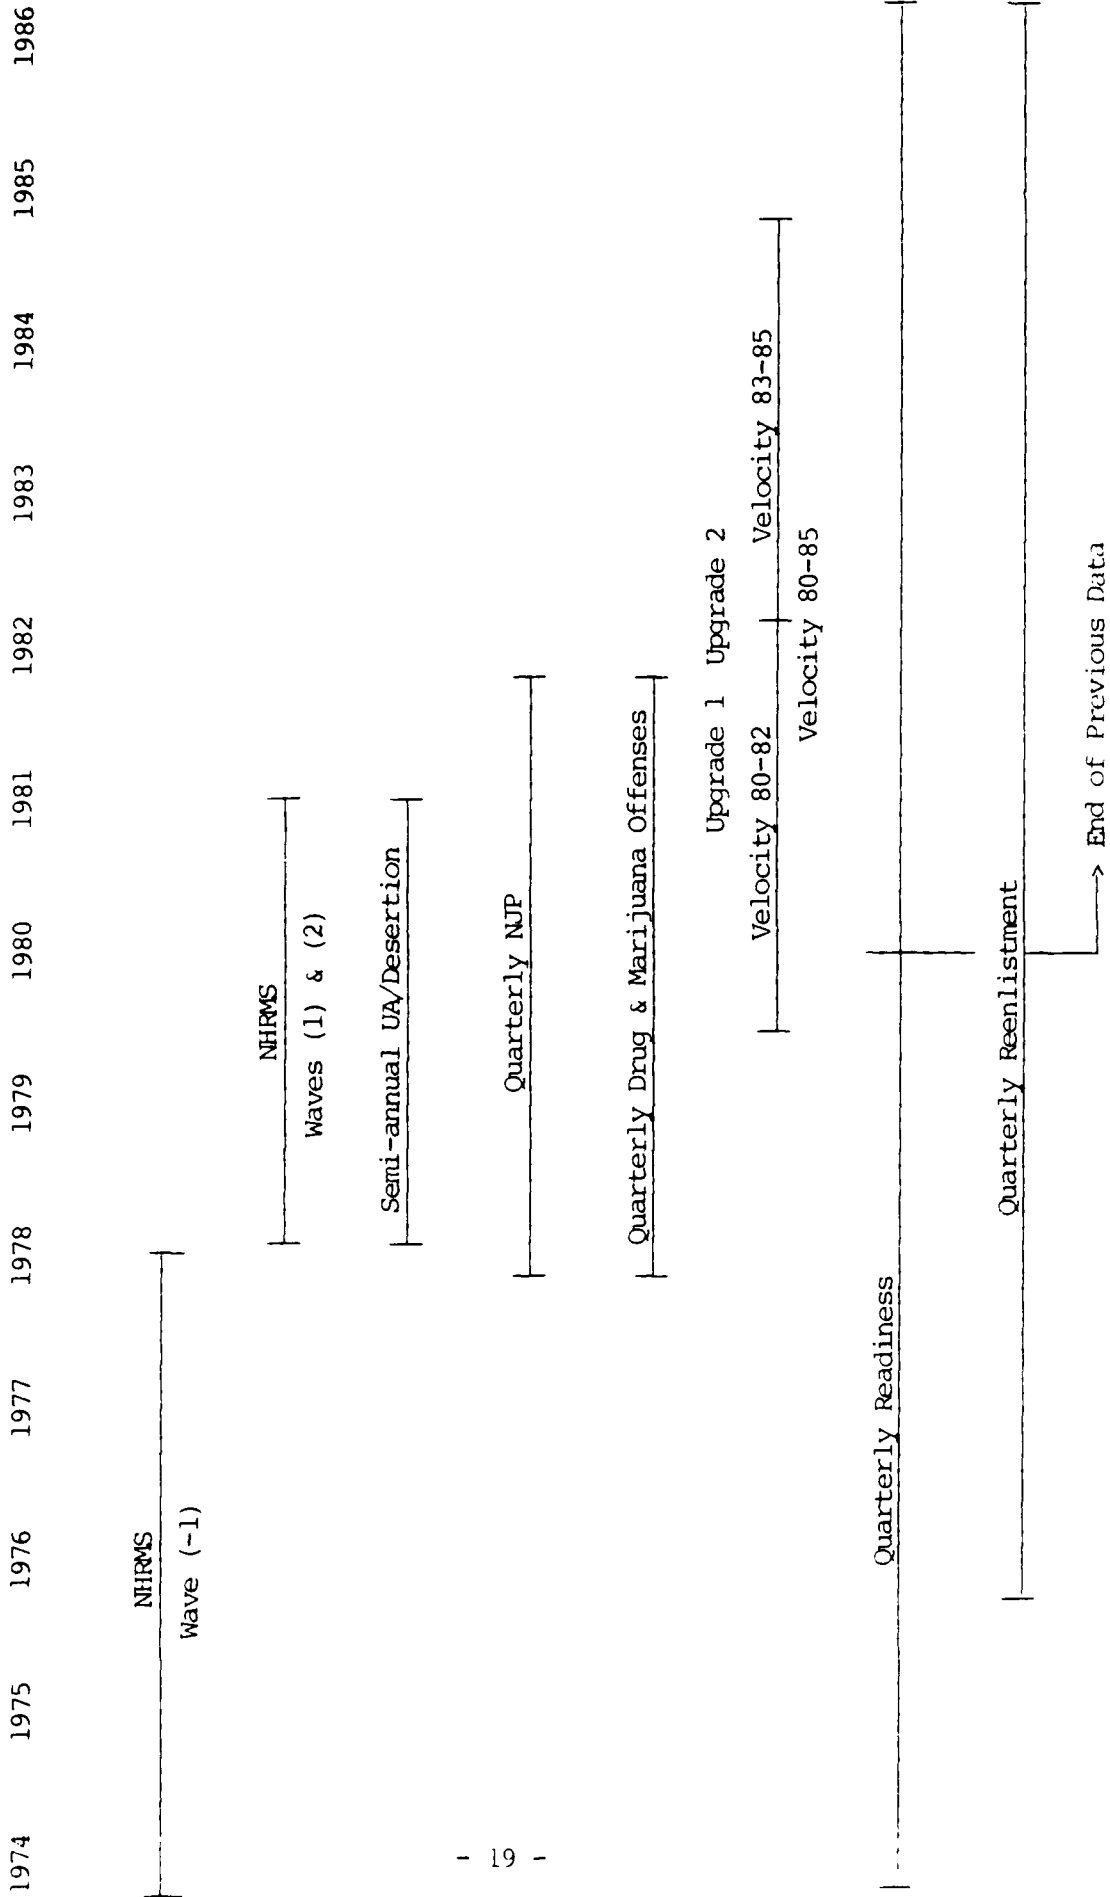 1974 1975 1976 1977 1978 1979 1980 1981 1982 1983 1984 1985 1986
NHRMS
Wave (-1)
NHRMS
Waves (1) & (2)
Semi-annual UA/Desertion
Quarterly NJP
Quarterly Drug & Marijuana Offenses
Upgrade 1 Upgrade 2
Velocity 80-82 Velocity 83-85
Velocity 80-85
Quarterly Readiness
Quarterly Reenlistment
End of Previous Data
- 19 -